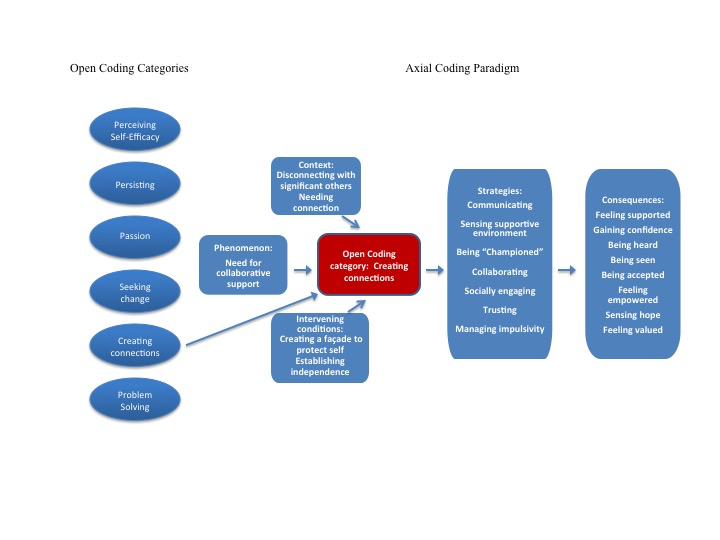 Open Coding Categories
Axial Coding Paradigm
Perceiving
Self-Efficacy
Persisting
Passion
Seeking
change
Creating
connections
Problem
Solving
Context:
Disconnecting with
significant others
Needing
connection
Phenomenon:
Need for
collaborative
support
Open Coding
category:  Creating
connections
Intervening
conditions:
Creating a façade to
protect self
Establishing
independence
Strategies:
Communicating
Sensing supportive
environment
Being “Championed”
Collaborating
Socially engaging
Trusting
Managing impulsivity
Consequences:
Feeling supported
Gaining confidence
Being heard
Being seen
Being accepted
Feeling
empowered
Sensing hope
Feeling valued